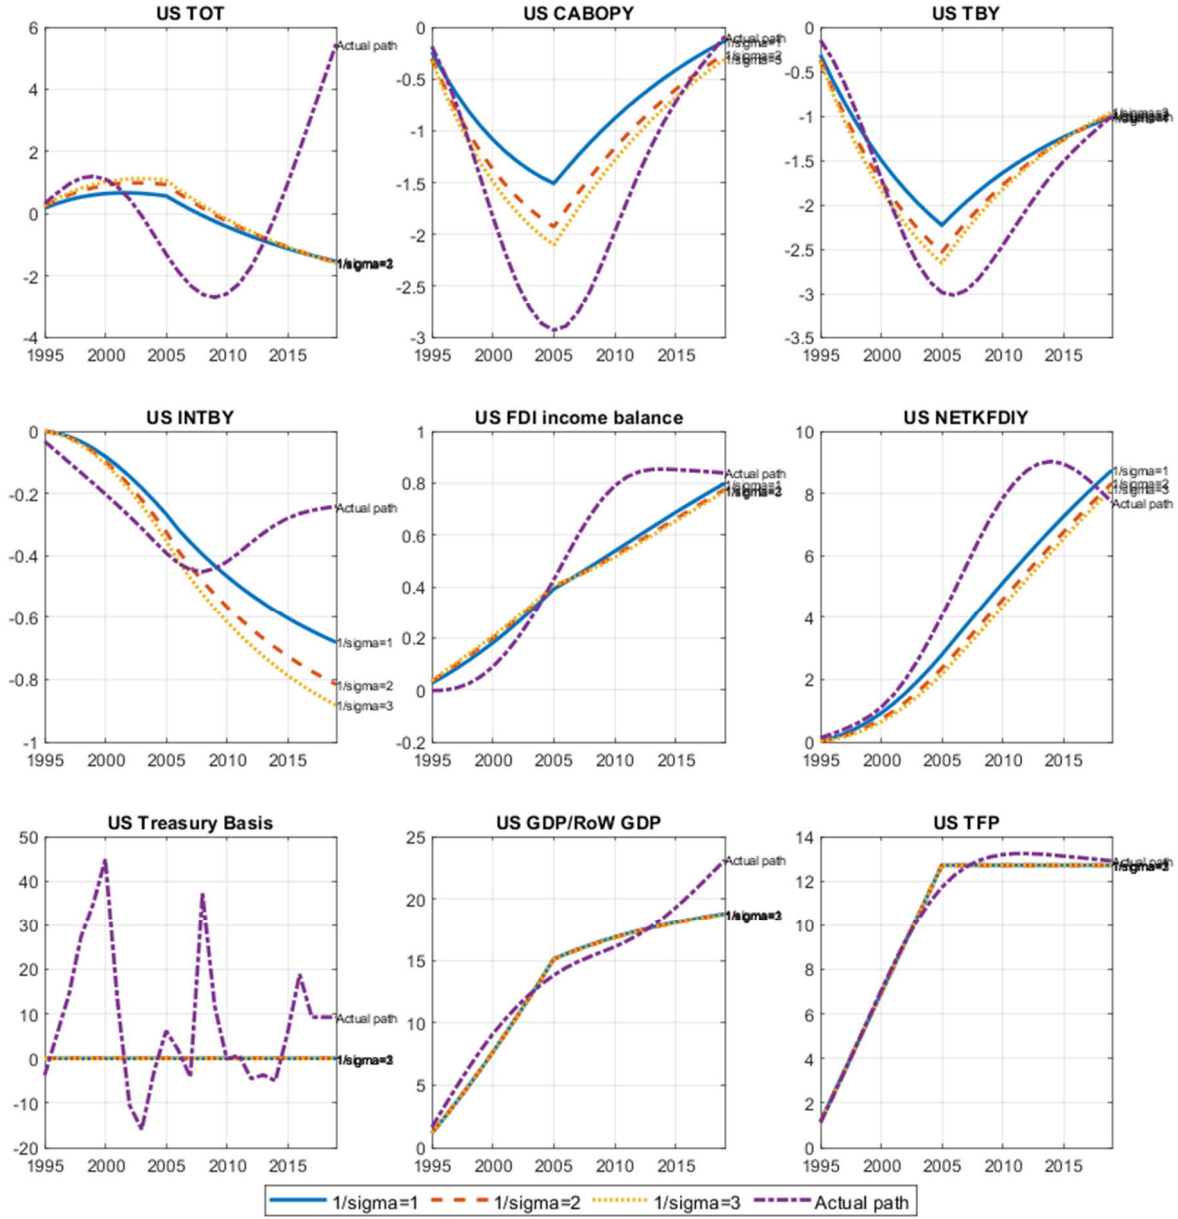 US TOT
6
4
2
0
-2
-4
1995 2000 2005 2010 2015
Actual path
US CABOPY
0
-0.5
-1
-1.5
-2
-2.5
-3
1995 2000 2005 2010 2015
Actual path
1/sigma=1
1/sigma=2
1/sigma=3
US TBY
0
-0.5
-1
-1.5
-2
-2.5
-3
-3.5
1995 2000 2005 2010 2015
US INTBY
0
-0.2
-0.4
-0.6
-0.8
-1
1995 2000 2005 2010 2015
Actual path
1/sigma=1
1/sigma=2
1/sigma=3
US FDI income balance
1
0.8
0.6
0.4
0.2
0
-0.2
1995 2000 2005 2010 2015
Actual path
1/sigma=1
US NETKFDIY
10
8
6
4
2
0
1995 2000 2005 2010 2015
1/sigma=1
1/sigma=2
1/sigma=3
Actual path
US Treasury Basis
50
40
30
20
10
0
-10
-20
1995 2000 2005 2010 2015
Actual path
US GDP/RoW GDP
25
20
15
10
5
0
1995 2000 2005 2010 2015
Actual path
US TFP
14
12
10
8
6
4
2
0
1995 2000 2005 2010 2015
Actual path
1/sigma=1 1/sigma=2 1/sigma=3 Actual path